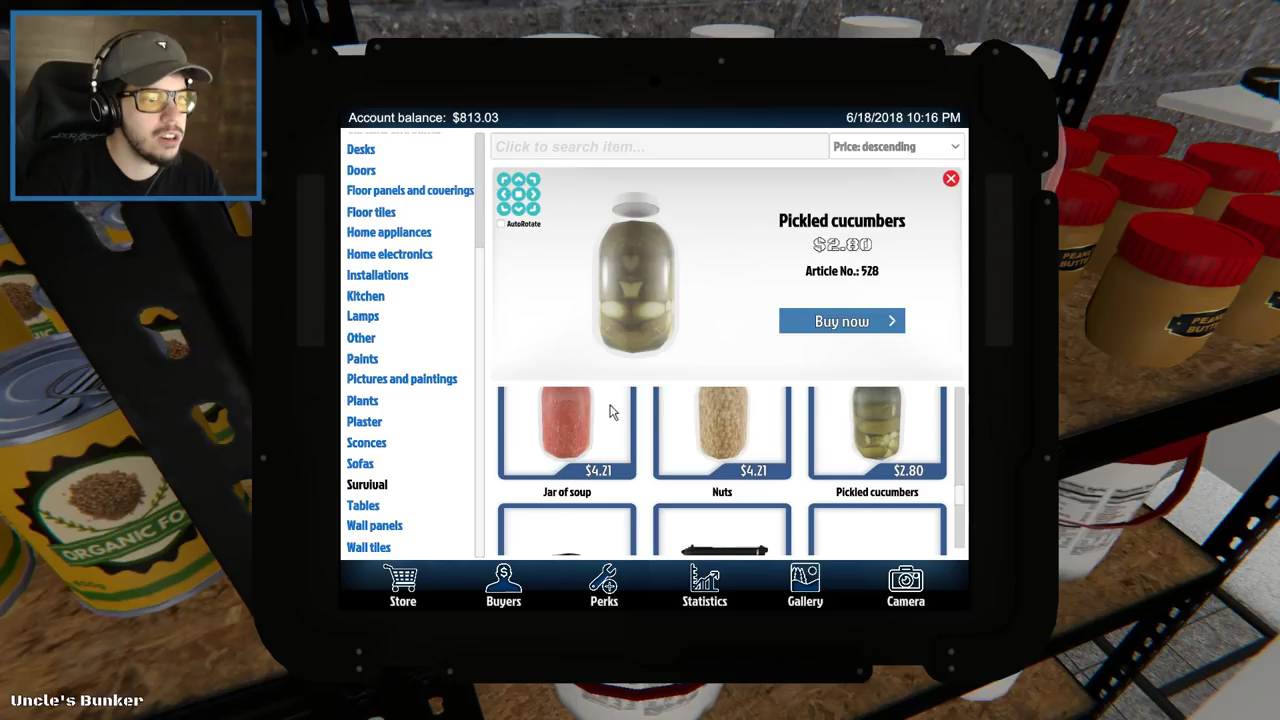 Account balance: $813.03
6/18/2018 10:16 PM
Desks
Doors
Floor panels and coverings
Floor tiles
Home appliances
Home electronics
Installations
Kitchen
Lamps
Other
Paints
Pictures and paintings
Plants
Plaster
Sconces
Sofas
Survival
Tables
Wall panels
Wall tiles
Click to search item...
Price: descending
AutoRotate
Pickled cucumbers
$2.80
Article No.: 528
Buy now
$4.21
$4.21
$2.80
Jar of soup
Nuts
Pickled cucumbers
Store
Buyers
Perks
Statistics
Gallery
Camera
ORGANIC FO
400g
PEANUT
BUTTER
Uncle's Bunker